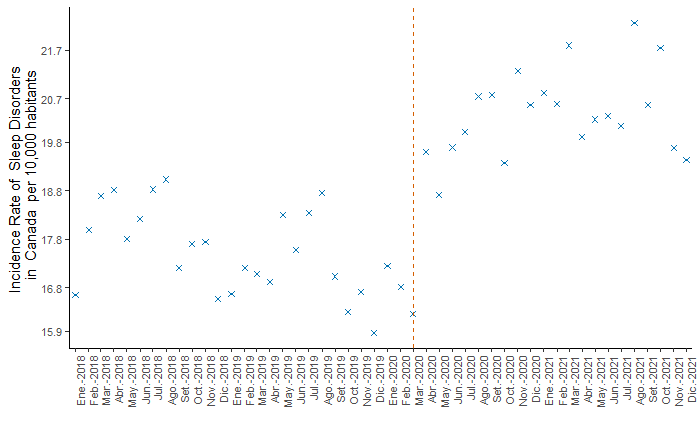 Incidence Rate of Sleep Disorders
in Canada per 10,000 habitants
21.7
20.7
19.8
18.8
17.8
16.8
15.9
Ene.-2018
Feb.-2018
Mar.-2018
Abr.-2018
May.-2018
Jun.-2018
Jul.-2018
Ago.-2018
Set.-2018
Oct.-2018
Nov.-2018
Dic.-2018
Ene.-2019
Feb.-2019
Mar.-2019
Abr.-2019
May.-2019
Jun.-2019
Jul.-2019
Ago.-2019
Set.-2019
Oct.-2019
Nov.-2019
Dic.-2019
Ene.-2020
Feb.-2020
Mar.-2020
Abr.-2020
May.-2020
Jun.-2020
Jul.-2020
Ago.-2020
Set.-2020
Oct.-2020
Nov.-2020
Dic.-2020
Ene.-2021
Feb.-2021
Mar.-2021
Abr.-2021
May.-2021
Jun.-2021
Jul.-2021
Ago.-2021
Set.-2021
Oct.-2021
Nov.-2021
Dic.-2021